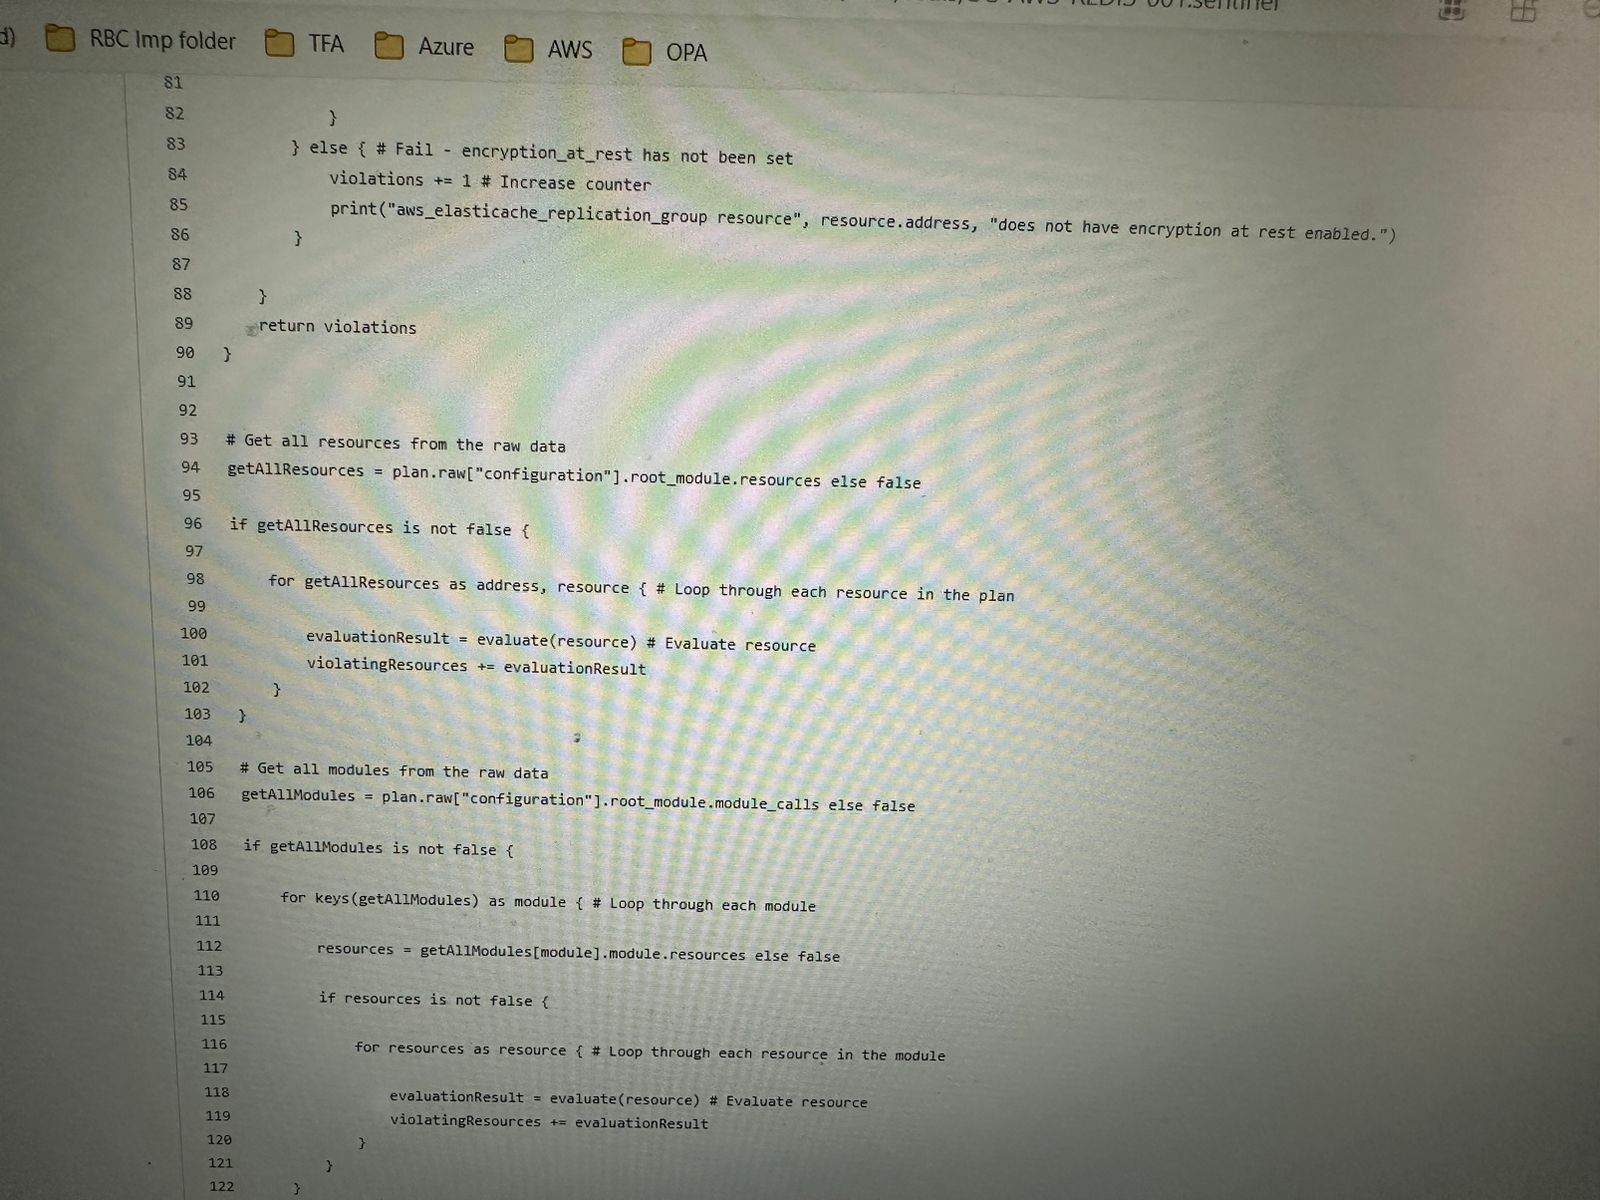 RBC Imp folder TFA Azure AWS OPA
81
82 }
83 } else { # Fail - encryption_at_rest has not been set
84 violations += 1 # Increase counter
85 print("aws_elasticache_replication_group resource", resource.address, "does not have encryption at rest enabled.")
86 }
87
88 }
89 return violations
90 }
91
92
93 # Get all resources from the raw data
94 getAllResources = plan.raw["configuration"].root_module.resources else false
95
96 if getAllResources is not false {
97
98 for getAllResources as address, resource { # Loop through each resource in the plan
99
100 evaluationResult = evaluate(resource) # Evaluate resource
101 violatingResources += evaluationResult
102 }
103 }
104
105 # Get all modules from the raw data
106 getAllModules = plan.raw["configuration"].root_module.module_calls else false
107
108 if getAllModules is not false {
109
110 for keys(getAllModules) as module { # Loop through each module
111
112 resources = getAllModules[module].module.resources else false
113
114 if resources is not false {
115
116 for resources as resource { # Loop through each resource in the module
117
118 evaluationResult = evaluate(resource) # Evaluate resource
119 violatingResources += evaluationResult
120 }
121 }
122 }